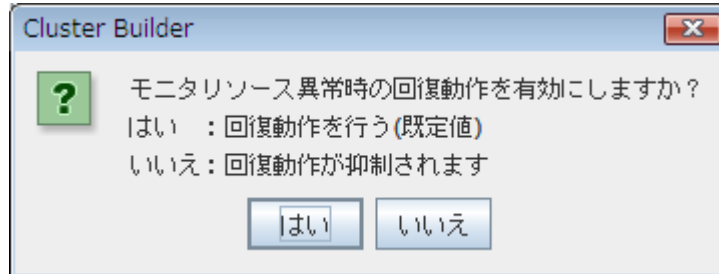 Cluster Builder
モニタリソース異常時の回復動作を有効にしますか？
はい　：回復動作を行う(既定値)
いいえ：回復動作が抑制されます
はい　いいえ